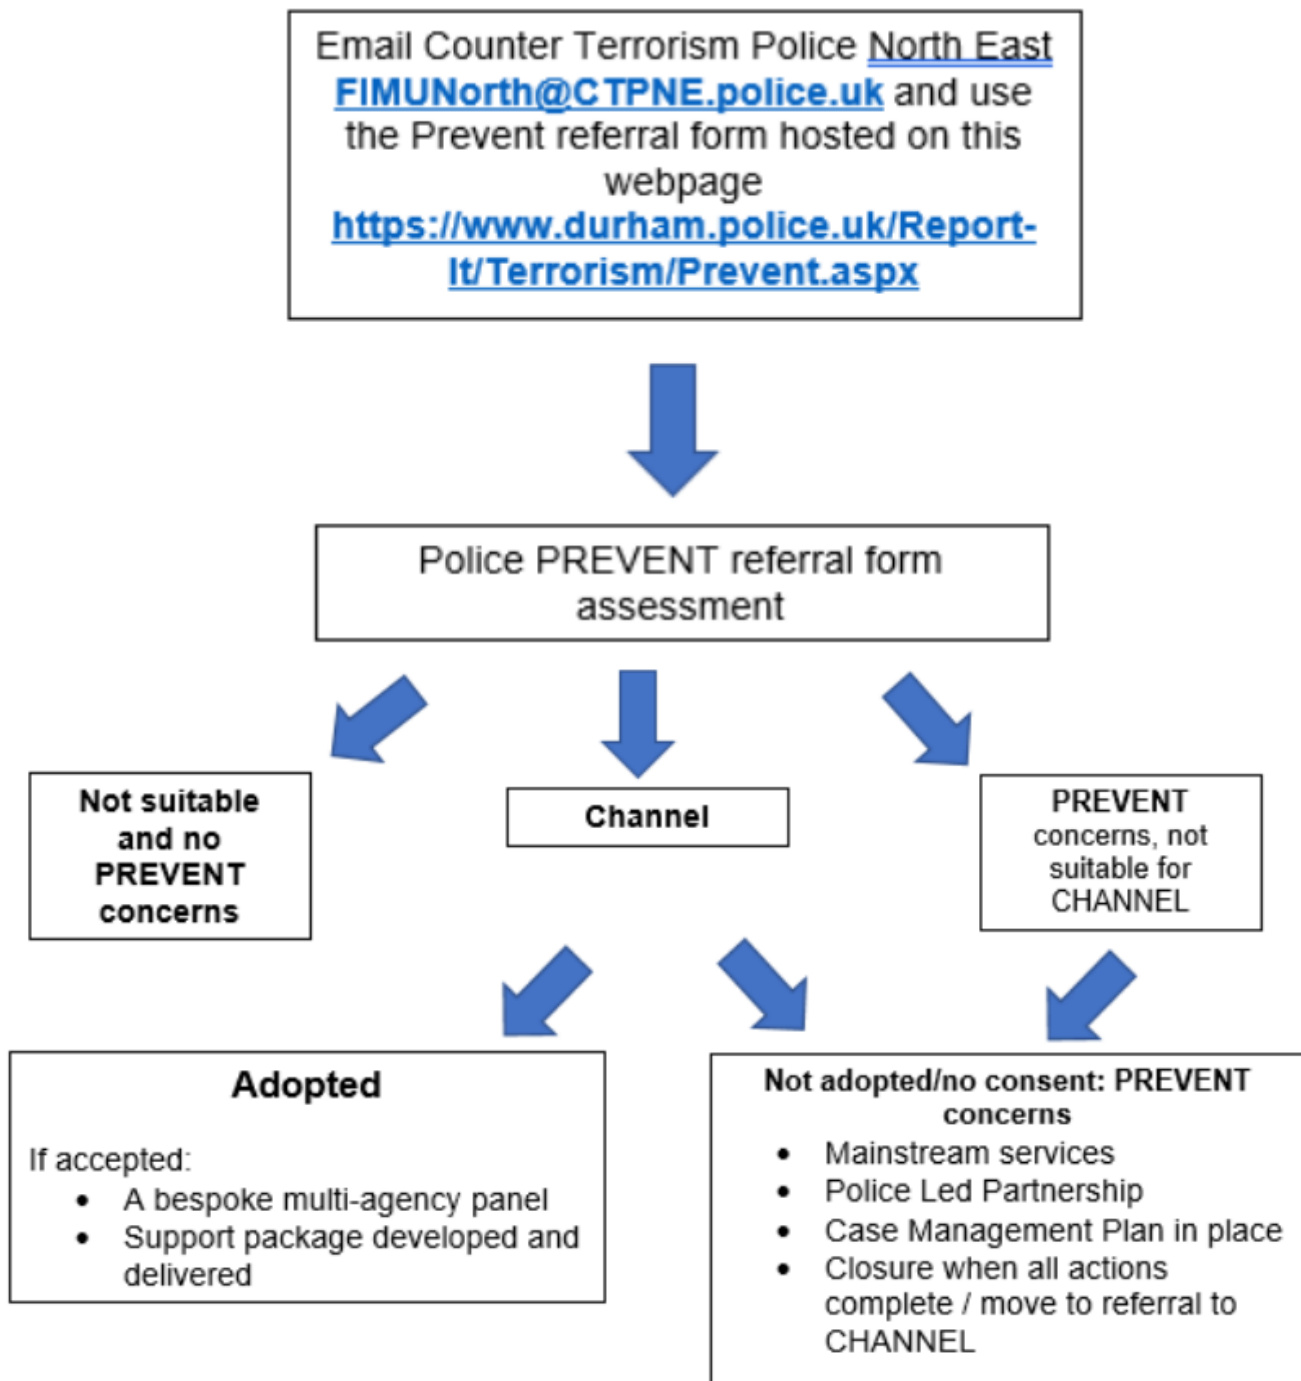 Email Counter Terrorism Police North East
FIMUNorth@CTPNE.police.uk and use
the Prevent referral form hosted on this
webpage
https://www.durham.police.uk/Report-
It/Terrorism/Prevent.aspx
Police PREVENT referral form
assessment
Not suitable
and no
PREVENT
concerns
Channel
PREVENT
concerns, not
suitable for
CHANNEL
Adopted
If accepted:
• A bespoke multi-agency panel
• Support package developed and
delivered
Not adopted/no consent: PREVENT
concerns
• Mainstream services
• Police Led Partnership
• Case Management Plan in place
• Closure when all actions
complete / move to referral to
CHANNEL